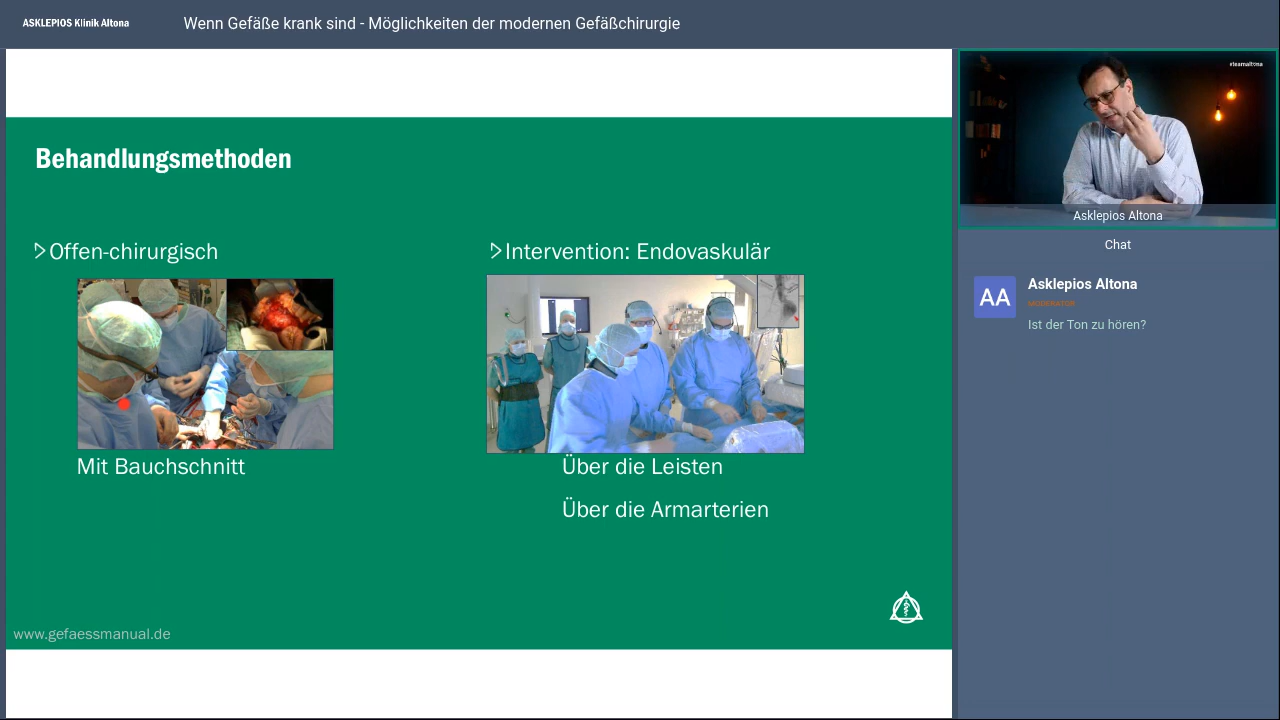 ASKLEPIOS Klinik Altona
Wenn Gefäße krank sind - Möglichkeiten der modernen Gefäßchirurgie
#teamaltona
Behandlungsmethoden
Offen-chirurgisch
Intervention: Endovaskulär
Mit Bauchschnitt
Über die Leisten
Über die Armarterien
www.gefaessmanual.de
Asklepios Altona
Chat
AA
Asklepios Altona
MODERATOR
Ist der Ton zu hören?